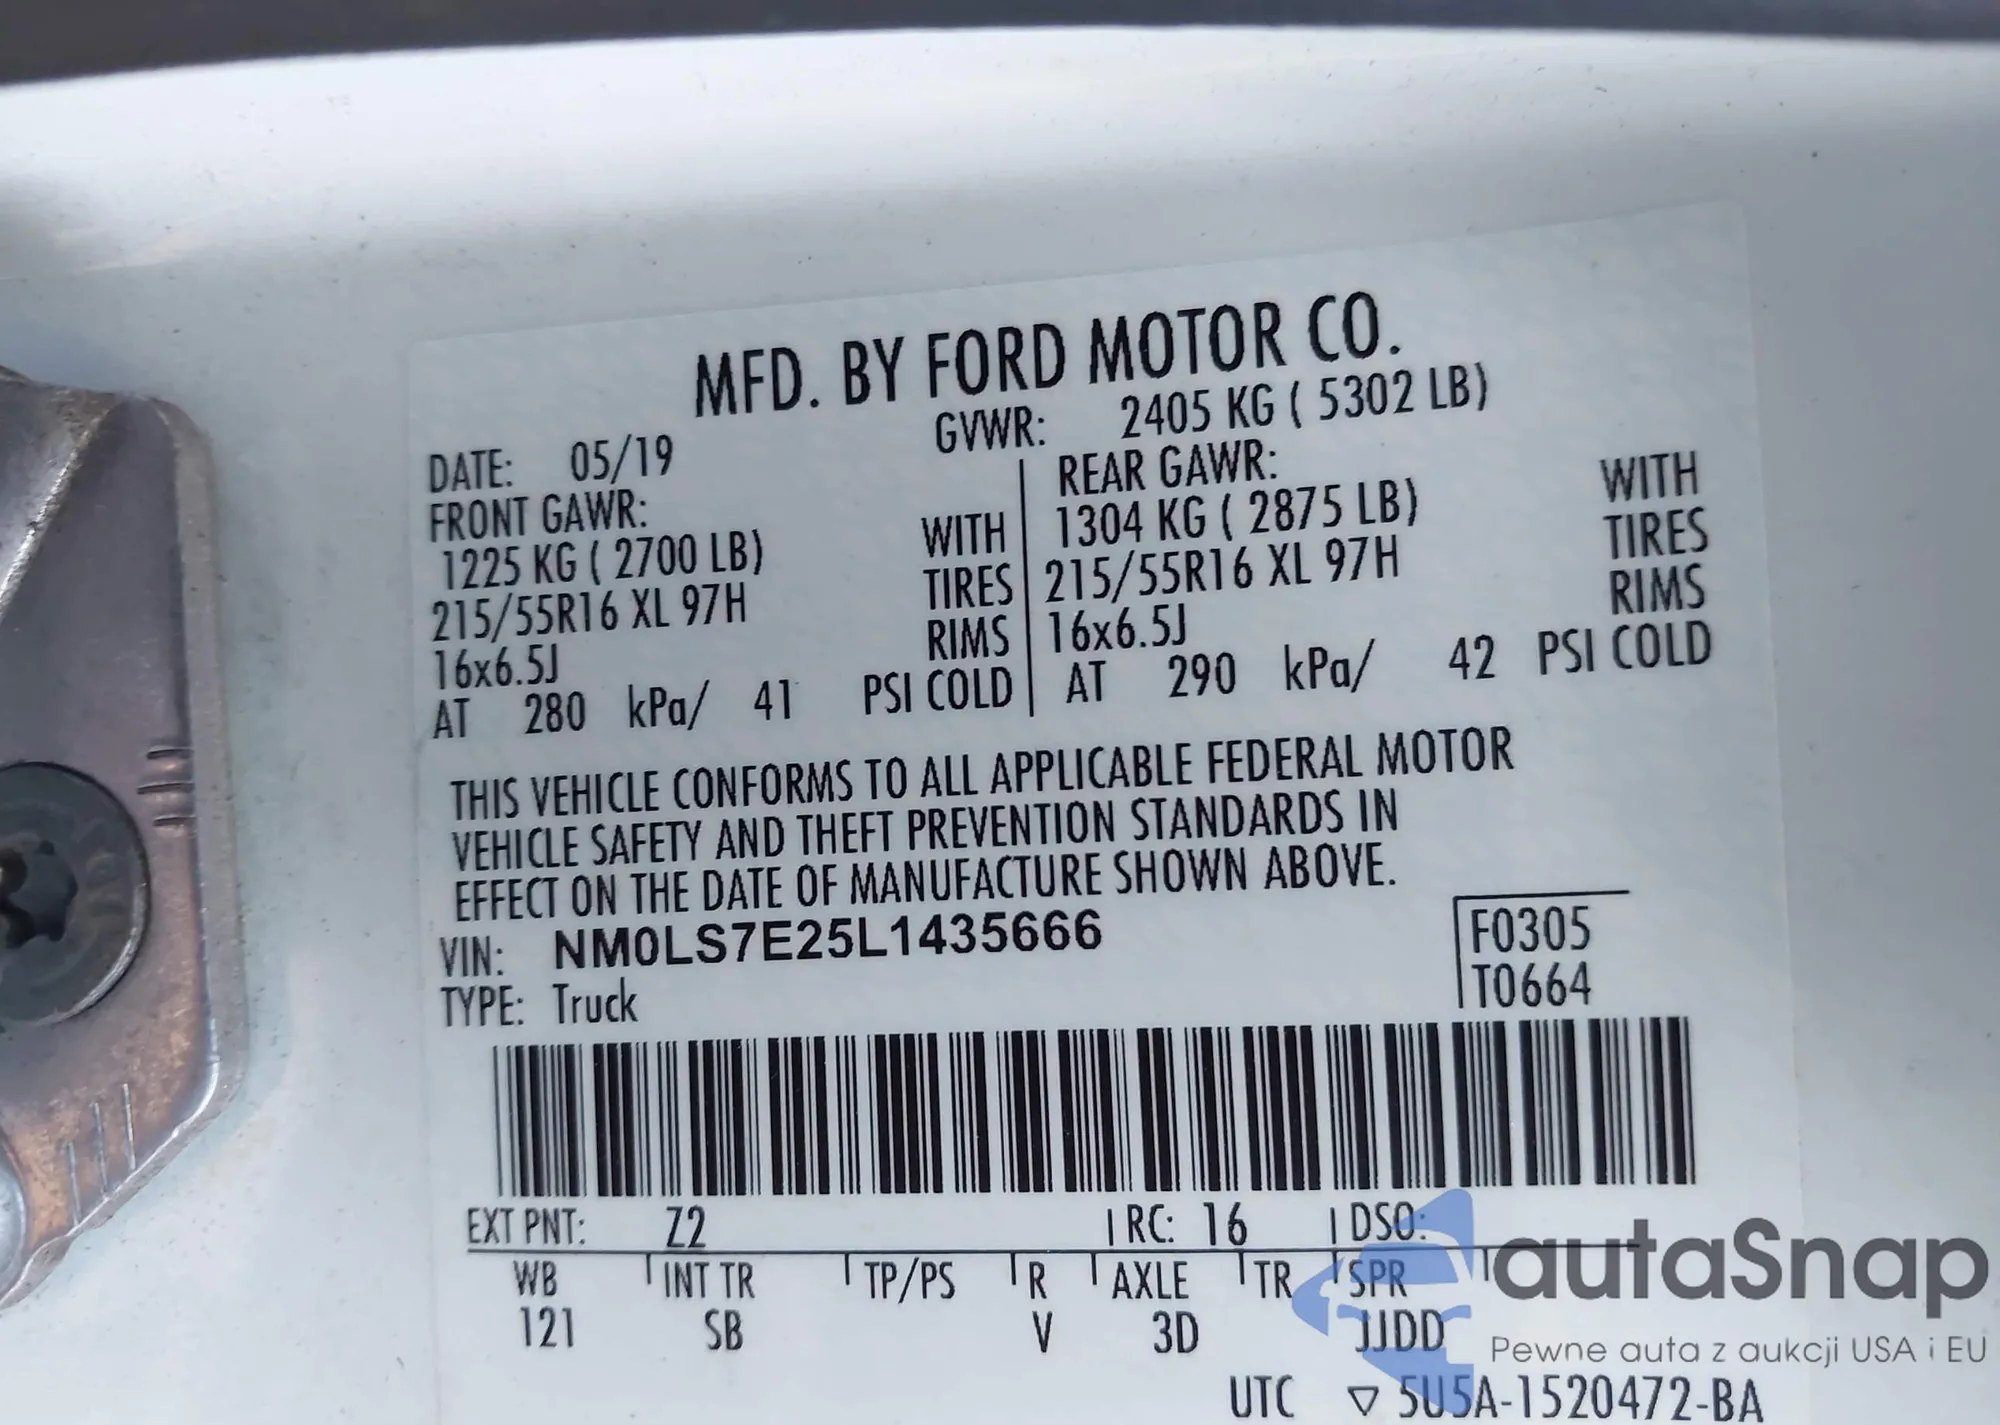 MFD. BY FORD MOTOR CO.
DATE: 05/19 GVWR: 2405 KG ( 5302 LB)
FRONT GAWR: REAR GAWR:
1225 KG ( 2700 LB) WITH 1304 KG ( 2875 LB) WITH
215/55R16 XL 97H TIRES 215/55R16 XL 97H TIRES
16x6.5J RIMS 16x6.5J RIMS
AT 280 kPa/ 41 PSI COLD AT 290 kPa/ 42 PSI COLD
THIS VEHICLE CONFORMS TO ALL APPLICABLE FEDERAL MOTOR
VEHICLE SAFETY AND THEFT PREVENTION STANDARDS IN
EFFECT ON THE DATE OF MANUFACTURE SHOWN ABOVE.
VIN: NM0LS7E25L1435666 F0305
TYPE: Truck T0664
EXT PNT: Z2 RC: 16 DSO:
WB INT TR TP/PS R AXLE TR SPR
121 SB V 3D JJDD
UTC ▽ 5U5A-1520472-BA
autaSnap
Pewne auta z aukcji USA i EU